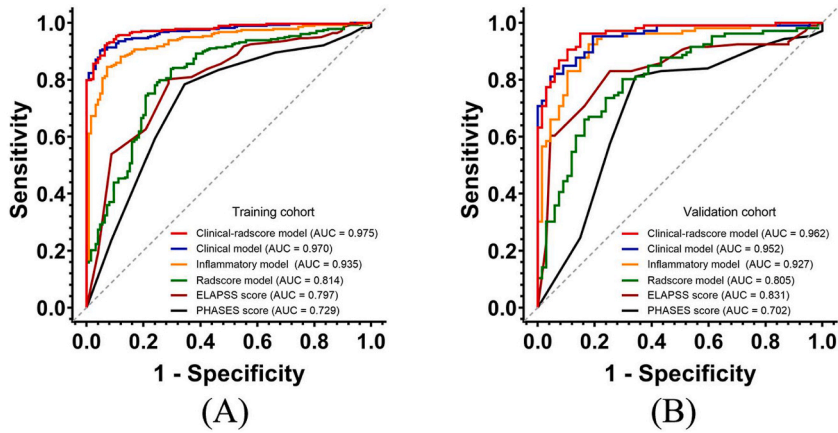 1.0
0.8
0.6
0.4
0.2
0.0
Sensitivity
Training cohort
Clinical-radscore model (AUC = 0.975)
Clinical model (AUC = 0.970)
Inflammatory model (AUC = 0.935)
Radscore model (AUC = 0.814)
ELAPSS score (AUC = 0.797)
PHASES score (AUC = 0.729)
0.0 0.2 0.4 0.6 0.8 1.0
1 - Specificity
(A)
1.0
0.8
0.6
0.4
0.2
0.0
Sensitivity
Validation cohort
Clinical-radscore model (AUC = 0.962)
Clinical model (AUC = 0.952)
Inflammatory model (AUC = 0.927)
Radscore model (AUC = 0.805)
ELAPSS score (AUC = 0.831)
PHASES score (AUC = 0.702)
0.0 0.2 0.4 0.6 0.8 1.0
1 - Specificity
(B)